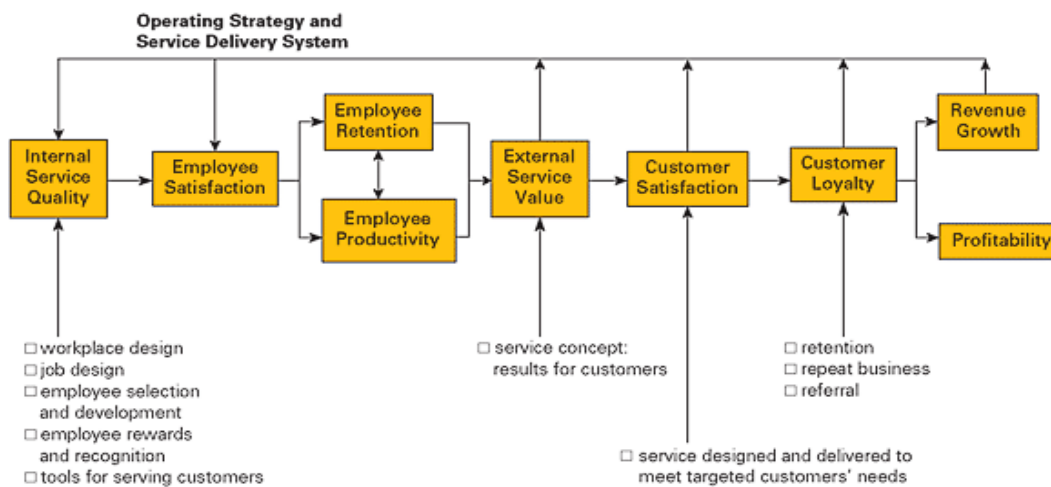 Operating Strategy and
Service Delivery System
Internal
Service
Quality
Employee
Satisfaction
Employee
Retention
Employee
Productivity
External
Service
Value
Customer
Satisfaction
Customer
Loyalty
Revenue
Growth
Profitability
workplace design
job design
employee selection
and development
employee rewards
and recognition
tools for serving customers
service concept:
results for customers
service designed and delivered to
meet targeted customers' needs
retention
repeat business
referral